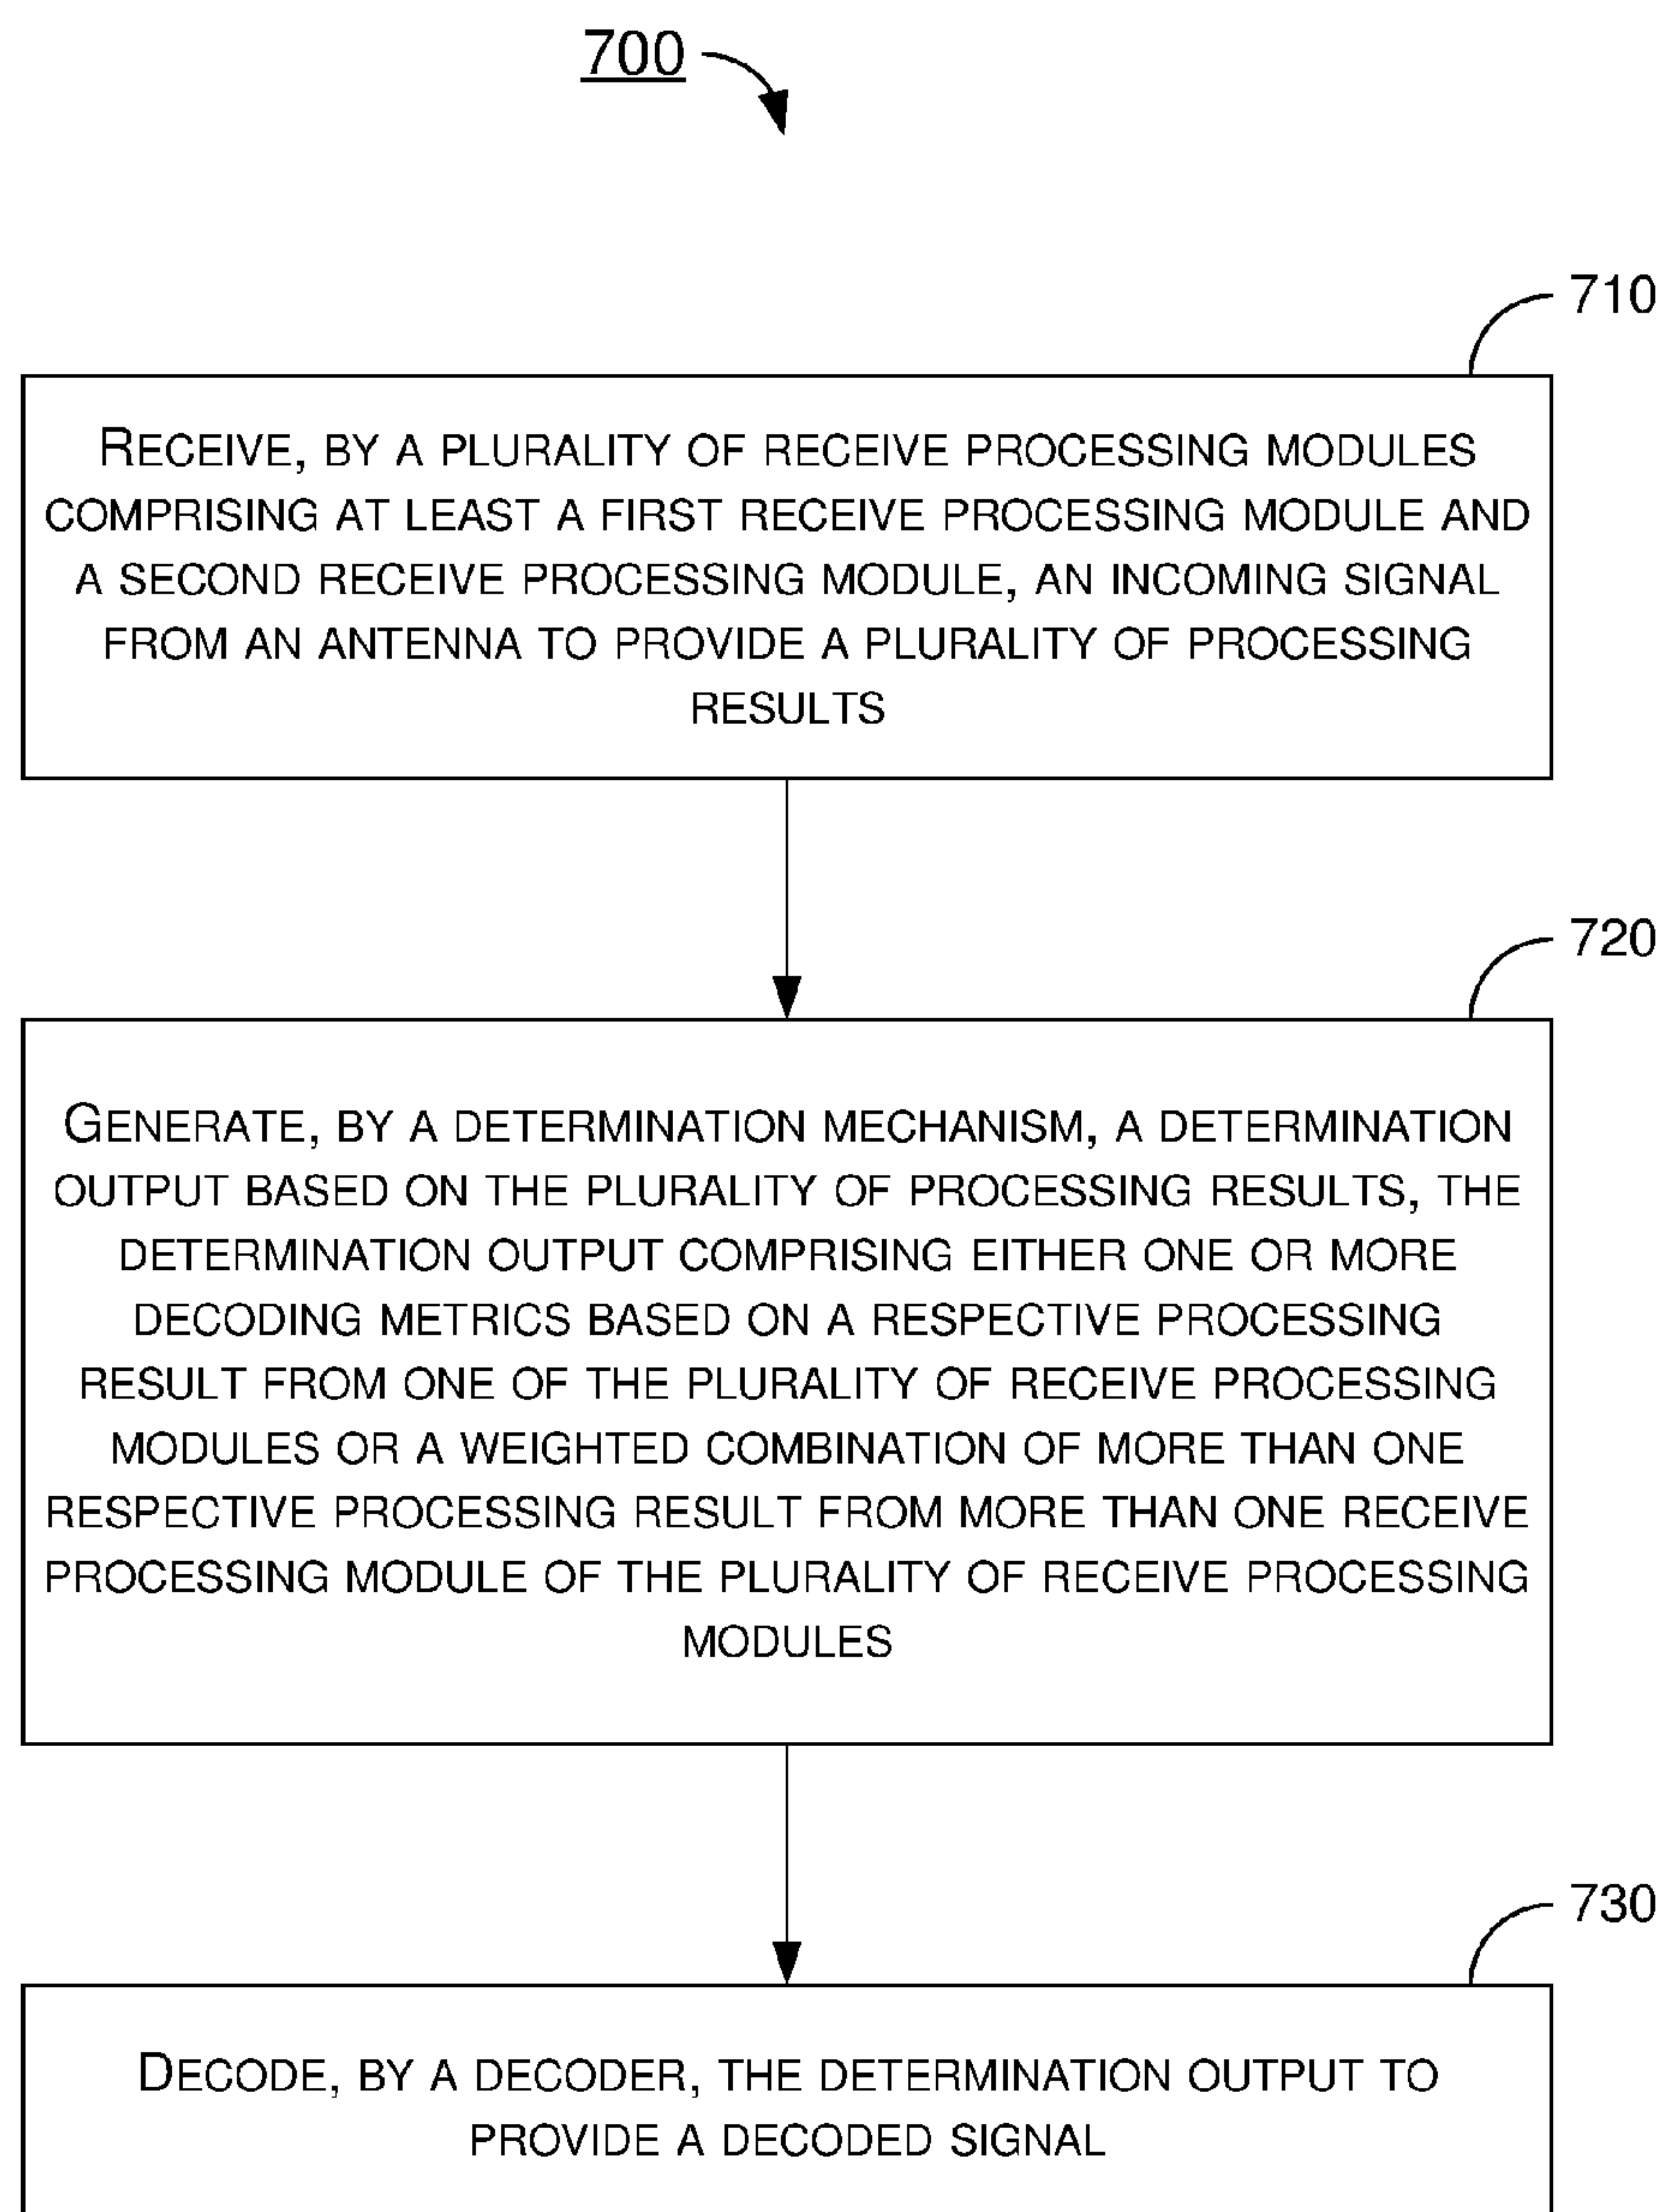 700
710
RECEIVE, BY A PLURALITY OF RECEIVE PROCESSING MODULES
COMPRISING AT LEAST A FIRST RECEIVE PROCESSING MODULE AND
A SECOND RECEIVE PROCESSING MODULE, AN INCOMING SIGNAL
FROM AN ANTENNA TO PROVIDE A PLURALITY OF PROCESSING
RESULTS
720
GENERATE, BY A DETERMINATION MECHANISM, A DETERMINATION
OUTPUT BASED ON THE PLURALITY OF PROCESSING RESULTS, THE
DETERMINATION OUTPUT COMPRISING EITHER ONE OR MORE
DECODING METRICS BASED ON A RESPECTIVE PROCESSING
RESULT FROM ONE OF THE PLURALITY OF RECEIVE PROCESSING
MODULES OR A WEIGHTED COMBINATION OF MORE THAN ONE
RESPECTIVE PROCESSING RESULT FROM MORE THAN ONE RECEIVE
PROCESSING MODULE OF THE PLURALITY OF RECEIVE PROCESSING
MODULES
730
DECODE, BY A DECODER, THE DETERMINATION OUTPUT TO
PROVIDE A DECODED SIGNAL